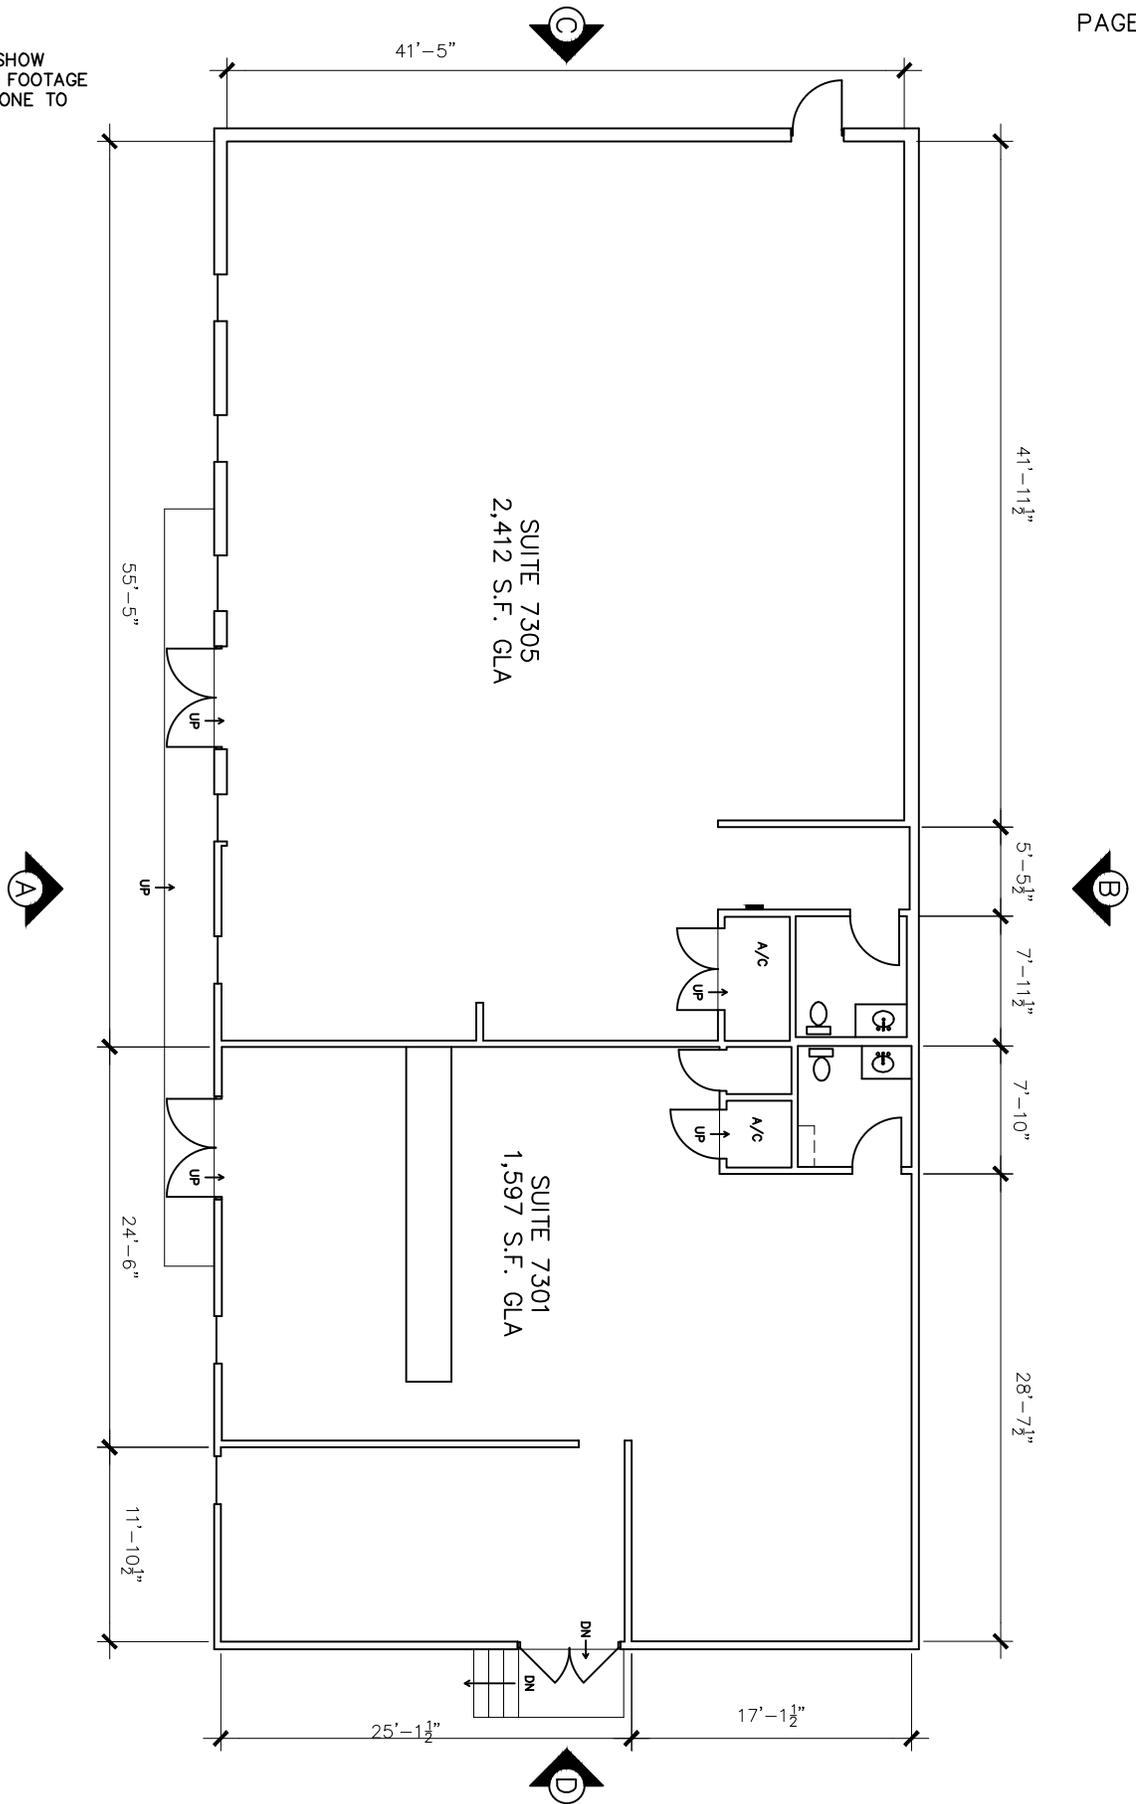 PAGE
SHOW
FOOTAGE
ONE TO
C
41'-5"
41'-11½"
55'-5"
SUITE 7305
2,412 S.F. GLA
UP
UP
A
B
5'-5½"
7'-11½"
A/C
UP
7'-10"
A/C
UP
UP
SUITE 7301
1,597 S.F. GLA
24'-6"
28'-7½"
11'-10½"
DN
DN
25'-1½"
17'-1½"
D